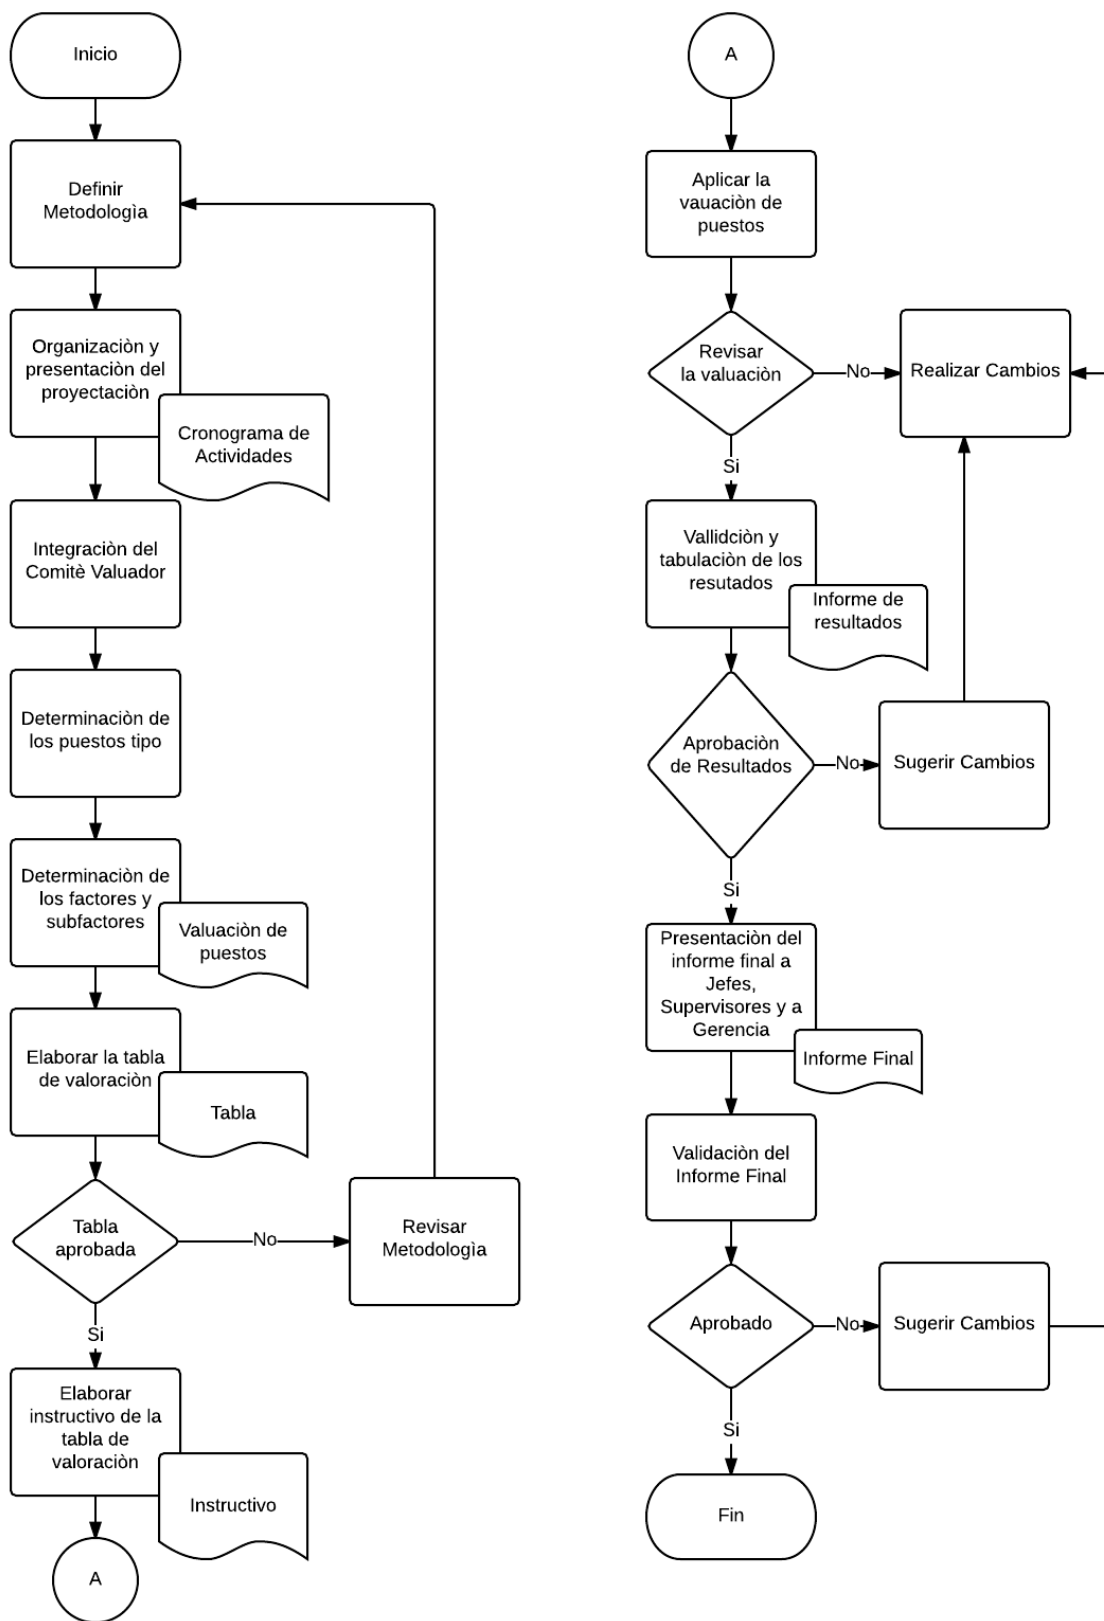 Inicio
Definir
Metodologìa
Organizaciòn y
presentaciòn del
proyectaciòn
Cronograma de
Actividades
Integraciòn del
Comitè Valuador
Determinaciòn de
los puestos tipo
Determinaciòn de
los factores y
subfactores
Valuaciòn de
puestos
Elaborar la tabla
de valoraciòn
Tabla
Tabla
aprobada
No
Revisar
Metodologìa
Si
Elaborar
instructivo de la
tabla de
valoraciòn
Instructivo
A
A
Aplicar la
vauaciòn de
puestos
Revisar
la valuaciòn
No
Realizar Cambios
Si
Vallidciòn y
tabulaciòn de los
resutados
Informe de
resultados
Aprobaciòn
de Resultados
No
Sugerir Cambios
Si
Presentaciòn del
informe final a
Jefes,
Supervisores y a
Gerencia
Informe Final
Validaciòn del
Informe Final
Aprobado
No
Sugerir Cambios
Si
Fin